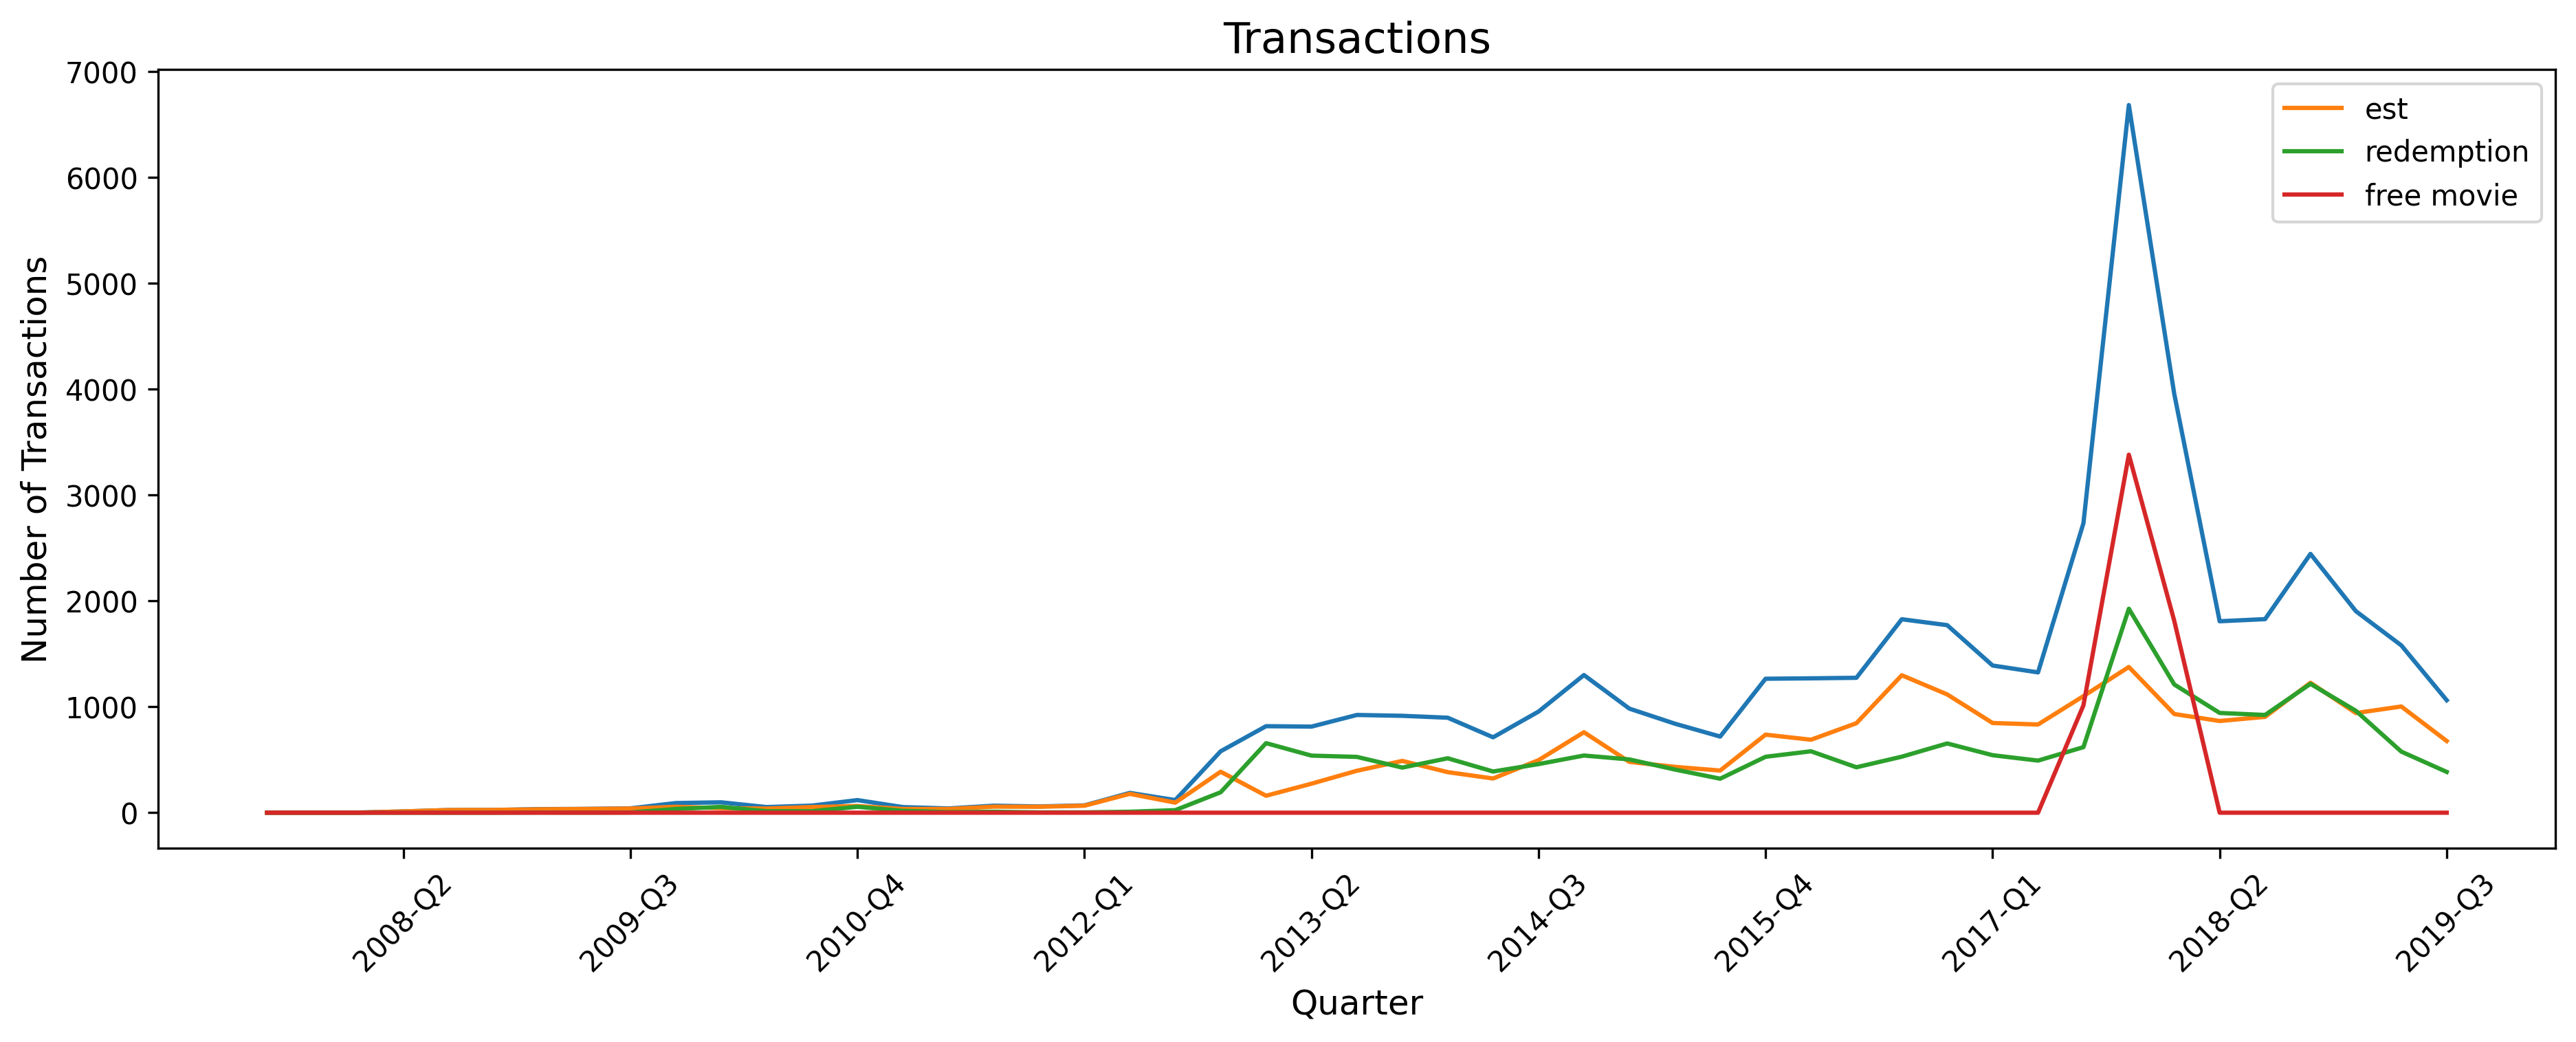 Transactions
7000
6000
5000
4000
3000
2000
1000
0
Number of Transactions
est
redemption
free movie
2008-Q2
2009-Q3
2010-Q4
2012-Q1
2013-Q2
2014-Q3
2015-Q4
2017-Q1
2018-Q2
2019-Q3
Quarter